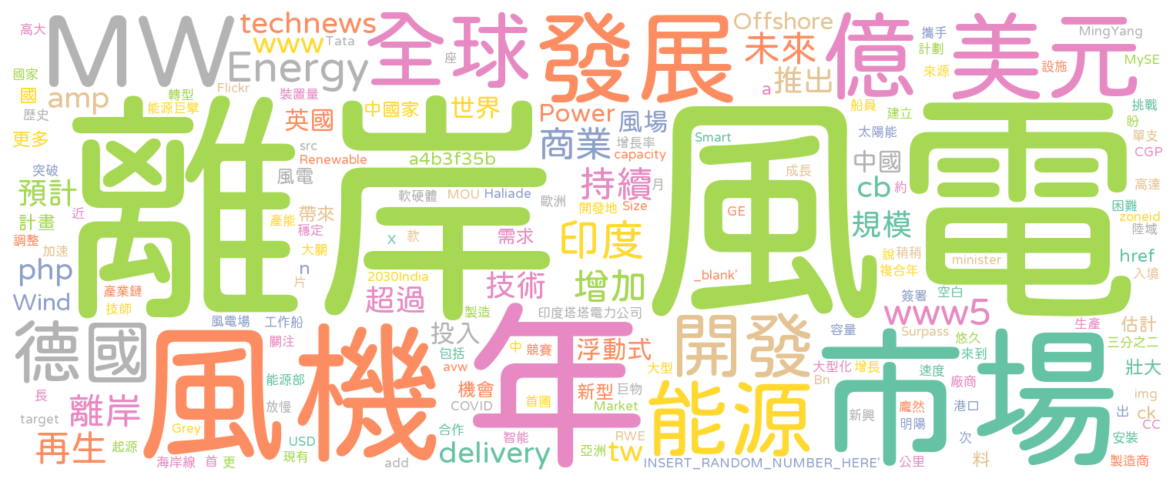 高大 MW technews 全球 發展 Offshore 億 美元 攜手 MingYang
www Tata Energy 未來 計劃 來源 設施 MySE
國家 轉型 Flickr 裝置量 座 推出 a
國 amp 能源巨擘 中國家 世界 Power 風場 船員 建立 挑戰 盼
歷史 英國 商業 增長率 Smart 太陽能 單支
更多 src Renewable a4b3f35b capacity 中國 CGP
離岸風電
突破 風電 軟硬體 MOU Haliade 歐洲 持續 月 成長 cb 約 高達
預計 產能 帶來 穩定 開發地 Size GE 規模 困難 zoneid
計畫 近 調整 加速 大關 x 款 需求 印度 說 稍稍 陸域
php 片 n 2030India 技術 增加 _blank' minister 複合年 href 入境
Wind 產業鏈 技師 超過 製造 印度塔塔電力公司 簽署 空白
德國 風電場 工作船 投入 年 開發 容量 www5 Surpass 生產 估計
風機 關注 包括 中 競賽 浮動式 市場 悠久 來到 三分之二
能源部 avw 機會 新型 巨物 大型 大型化 增長 速度 廠商 壯大
長 放慢 COVID 首圖 Market 能源 Bn 新興 龐然 港口 img
target 離岸 Grey 合作 智能 RWE 明陽 出 ck CC
再生 起源 USD 現有 delivery 亞洲 tw 次 安裝
海岸線 首 更 add INSERT_RANDOM_NUMBER_HERE' 公里 料 製造商